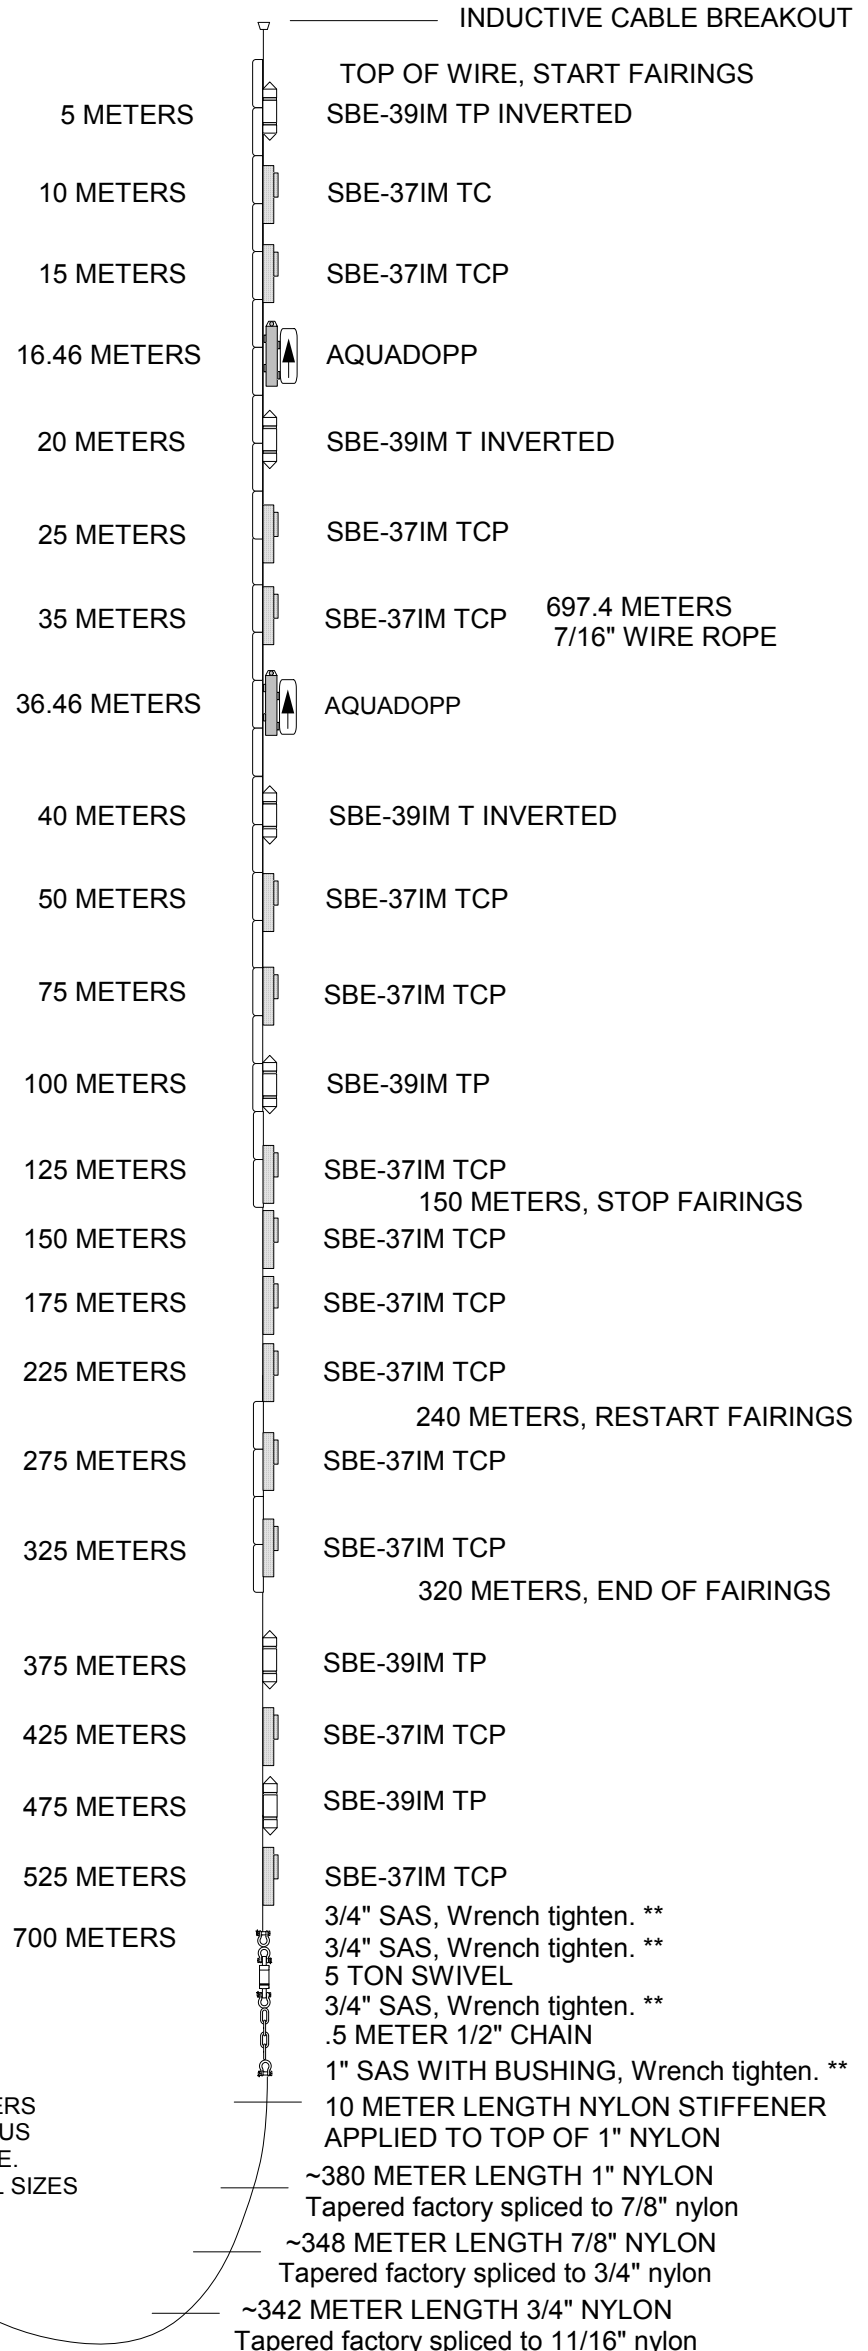 INDUCTIVE CABLE BREAKOUT
TOP OF WIRE, START FAIRINGS
5 METERS SBE-39IM TP INVERTED
10 METERS SBE-37IM TC
15 METERS SBE-37IM TCP
16.46 METERS AQUADOPP
20 METERS SBE-39IM T INVERTED
25 METERS SBE-37IM TCP
35 METERS SBE-37IM TCP 697.4 METERS
7/16" WIRE ROPE
36.46 METERS AQUADOPP
40 METERS SBE-39IM T INVERTED
50 METERS SBE-37IM TCP
75 METERS SBE-37IM TCP
100 METERS SBE-39IM TP
125 METERS SBE-37IM TCP
150 METERS, STOP FAIRINGS
150 METERS SBE-37IM TCP
175 METERS SBE-37IM TCP
225 METERS SBE-37IM TCP
240 METERS, RESTART FAIRINGS
275 METERS SBE-37IM TCP
325 METERS SBE-37IM TCP
320 METERS, END OF FAIRINGS
375 METERS SBE-39IM TP
425 METERS SBE-37IM TCP
475 METERS SBE-39IM TP
525 METERS SBE-37IM TCP
3/4" SAS, Wrench tighten. **
700 METERS 3/4" SAS, Wrench tighten. **
5 TON SWIVEL
3/4" SAS, Wrench tighten. **
.5 METER 1/2" CHAIN
1" SAS WITH BUSHING, Wrench tighten. **
10 METER LENGTH NYLON STIFFENER
APPLIED TO TOP OF 1" NYLON
ERS
US
E.
SIZES
~380 METER LENGTH 1" NYLON
Tapered factory spliced to 7/8" nylon
~348 METER LENGTH 7/8" NYLON
Tapered factory spliced to 3/4" nylon
~342 METER LENGTH 3/4" NYLON
Tapered factory spliced to 11/16" nylon